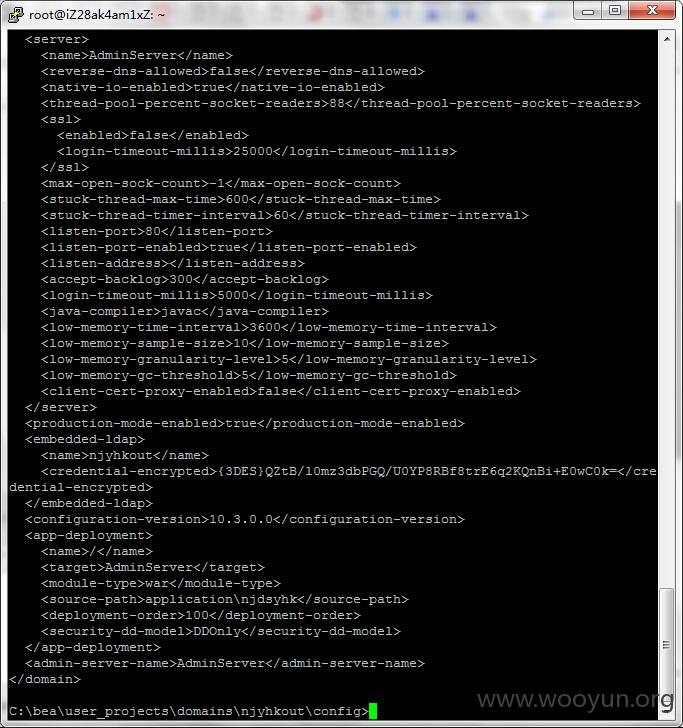 root@iZ28ak4am1xZ: ~
<server>
<name>AdminServer</name>
<reverse-dns-allowed>false</reverse-dns-allowed>
<native-io-enabled>true</native-io-enabled>
<thread-pool-percent-socket-readers>88</thread-pool-percent-socket-readers>
<ssl>
<enabled>false</enabled>
<login-timeout-millis>25000</login-timeout-millis>
</ssl>
<max-open-sock-count>-1</max-open-sock-count>
<stuck-thread-max-time>600</stuck-thread-max-time>
<stuck-thread-timer-interval>60</stuck-thread-timer-interval>
<listen-port>80</listen-port>
<listen-port-enabled>true</listen-port-enabled>
<listen-address></listen-address>
<accept-backlog>300</accept-backlog>
<login-timeout-millis>5000</login-timeout-millis>
<java-compiler>javac</java-compiler>
<low-memory-time-interval>3600</low-memory-time-interval>
<low-memory-sample-size>10</low-memory-sample-size>
<low-memory-granularity-level>5</low-memory-granularity-level>
<low-memory-gc-threshold>5</low-memory-gc-threshold>
<client-cert-proxy-enabled>false</client-cert-proxy-enabled>
</server>
<production-mode-enabled>true</production-mode-enabled>
<embedded-ldap>
<name>njyhkout</name>
<credential-encrypted>{3DES}QZtB/l0mz3dbPGQ/U0YP8RBf8trE6q2KQnBi+E0wC0k=</cre
dential-encrypted>
</embedded-ldap>
<configuration-version>10.3.0.0</configuration-version>
<app-deployment>
<name>/</name>
<target>AdminServer</target>
<module-type>war</module-type>
<source-path>application\njdsyhk</source-path>
<deployment-order>100</deployment-order>
<security-dd-model>DDOnly</security-dd-model>
</app-deployment>
<admin-server-name>AdminServer</admin-server-name>
</domain>
C:\bea\user_projects\domains\njyhkout\config>
www.wooyun.org